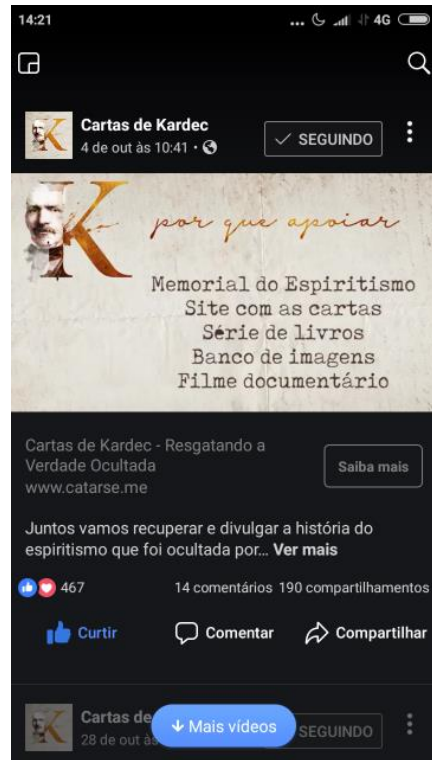 14:21 ... 4G
Cartas de Kardec
4 de out às 10:41 •
SEGUINDO
K por que apoiar
Memorial do Espiritismo
Site com as cartas
Série de livros
Banco de imagens
Filme documentário
Cartas de Kardec - Resgatando a
Verdade Ocultada
www.catarse.me
Saiba mais
Juntos vamos recuperar e divulgar a história do
espiritismo que foi ocultada por... Ver mais
467 14 comentários 190 compartilhamentos
Curtir Comentar Compartilhar
Cartas de
28 de out às
Mais vídeos
SEGUINDO